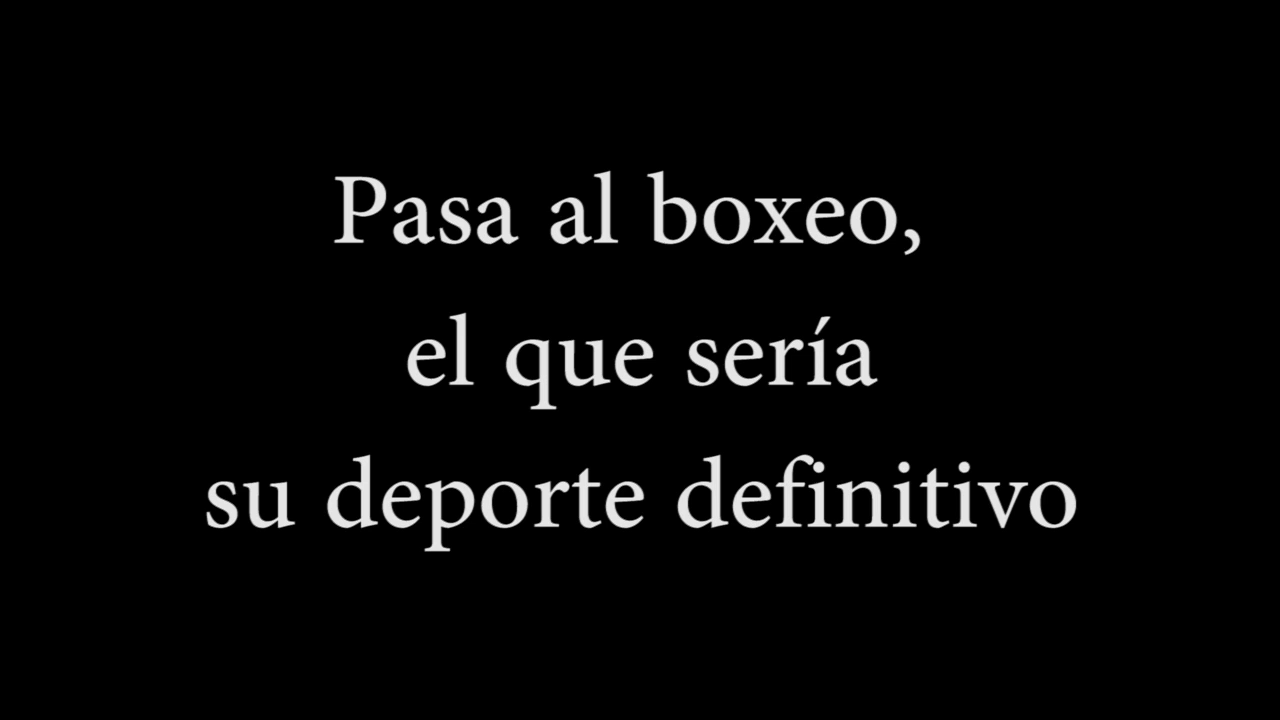 Pasa al boxeo,
el que sería
su deporte definitivo